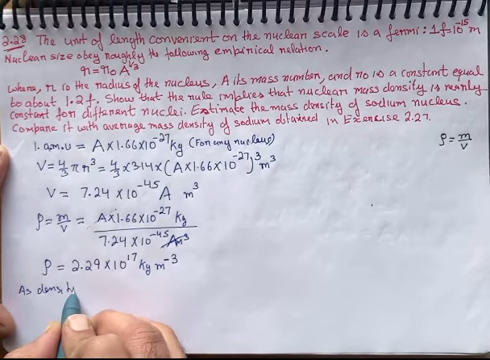 2.28 The unit of length convenient on the nuclear scale is a fermi: 1f=10⁻¹⁵ m
Nuclear size obey roughly the following empirical relation.
r=r₀ A^1/3
where, r is the radius of the nucleus, A its mass number, and r₀ is a constant equal
to about 1.2f. Show that the rule implies that nuclear mass density is nearly
constant for different nuclei. Estimate the mass density of sodium nucleus.
Compare it with average mass density of sodium obtained in Exercise 2.27.
1. a.m.u = A×1.66×10⁻²⁷ kg (For any nucleus)
ρ=m/V
V=4/3 π r³=4/3 × 3.14×(A×1.66×10⁻²⁷)³ m³
V = 7.24×10⁻⁴⁵ A m³
ρ=m/V = A×1.66×10⁻²⁷ kg / 7.24×10⁻⁴⁵ A m³
ρ = 2.29×10¹⁷ kg m⁻³
As density